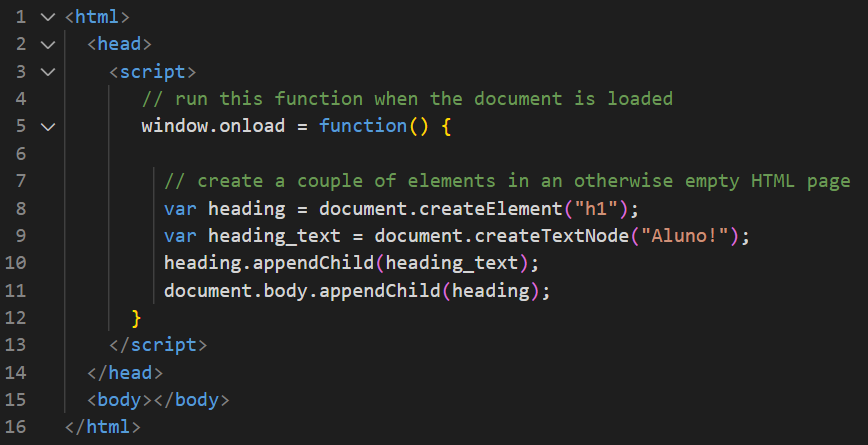 1 <html>
2 <head>
3 <script>
4 // run this function when the document is loaded
5 window.onload = function() {
6
7 // create a couple of elements in an otherwise empty HTML page
8 var heading = document.createElement("h1");
9 var heading_text = document.createTextNode("Aluno!");
10 heading.appendChild(heading_text);
11 document.body.appendChild(heading);
12 }
13 </script>
14 </head>
15 <body></body>
16 </html>